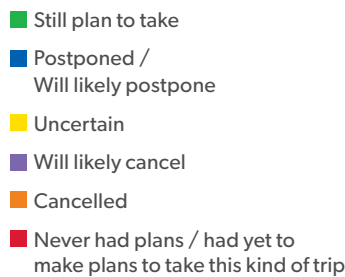 Still plan to take
Postponed /
Will likely postpone
Uncertain
Will likely cancel
Cancelled
Never had plans / had yet to
make plans to take this kind of trip